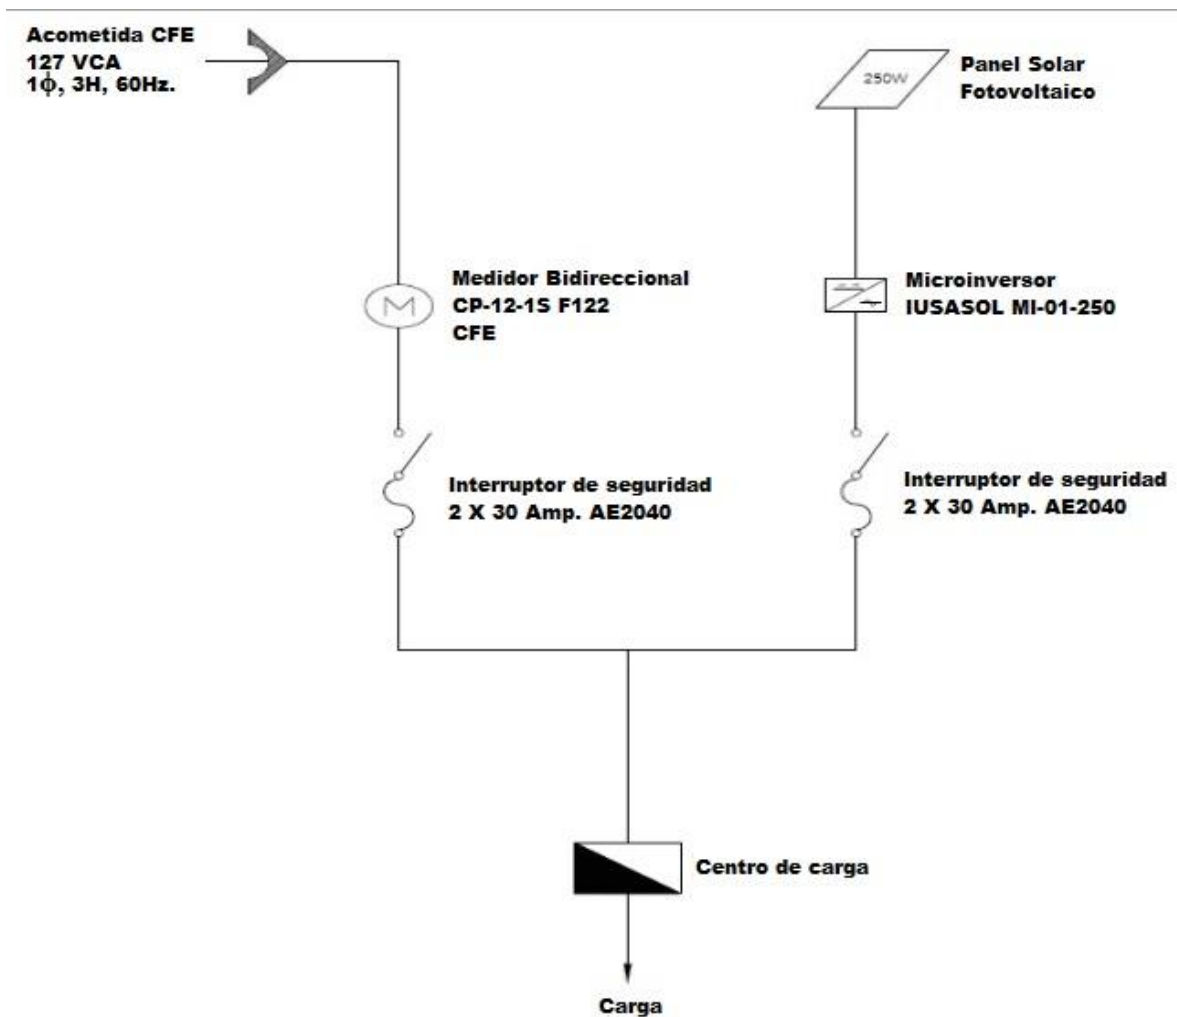 Acometida CFE
127 VCA
1ϕ, 3H, 60Hz.
250W
Panel Solar
Fotovoltaico
Medidor Bidireccional
CP-12-1S F122
CFE
M
Microinversor
IUSASOL MI-01-250
Interruptor de seguridad
2 X 30 Amp. AE2040
Interruptor de seguridad
2 X 30 Amp. AE2040
Centro de carga
Carga